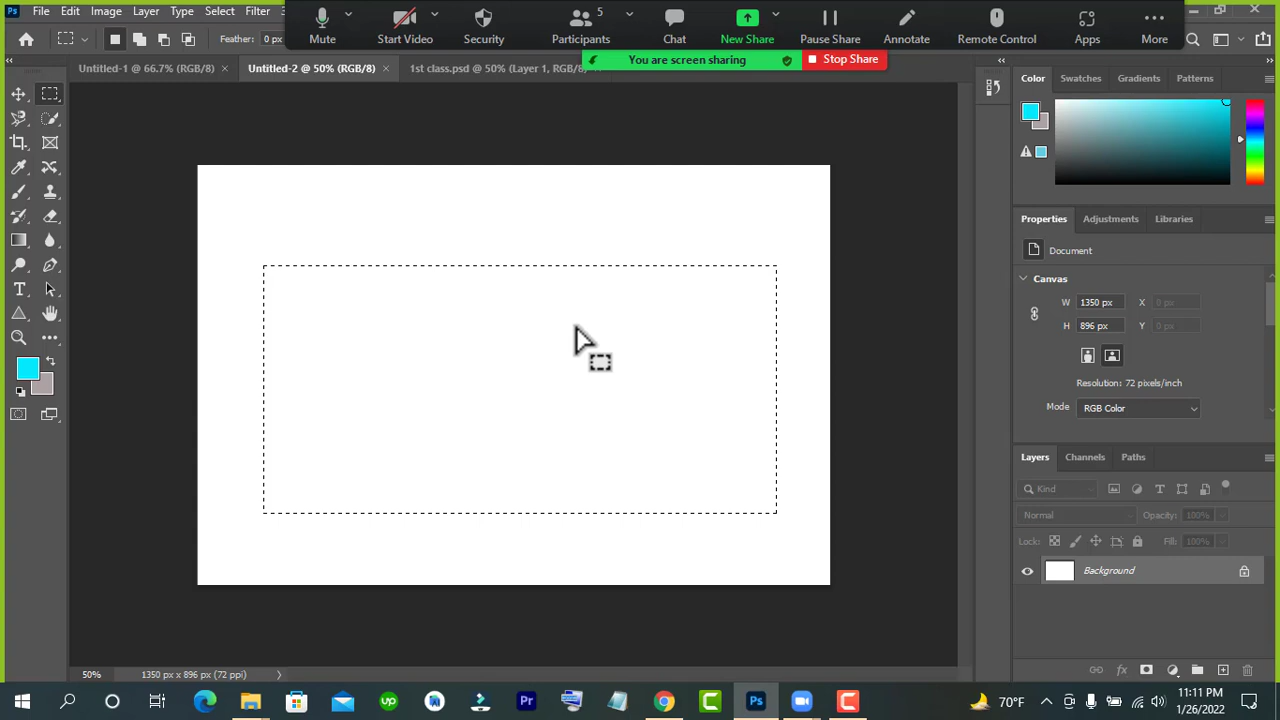 Ps File Edit Image Layer Type Select Filter
Mute Start Video Security Participants 5 Chat New Share Pause Share Annotate Remote Control Apps More
Feather: 0 px
You are screen sharing Stop Share
Untitled-1 @ 66.7% (RGB/8) × Untitled-2 @ 50% (RGB/8) × 1st class.psd @ 50% (Layer 1, RGB/8)
Color Swatches Gradients Patterns
Properties Adjustments Libraries
Document
Canvas
W 1350 px X 0 px
H 896 px Y 0 px
Resolution: 72 pixels/inch
Mode RGB Color
Layers Channels Paths
Kind
Normal Opacity: 100%
Lock: Fill: 100%
Background
50% 1350 px x 896 px (72 ppi)
up Pr C Ps C 70°F 11:11 PM
1/26/2022